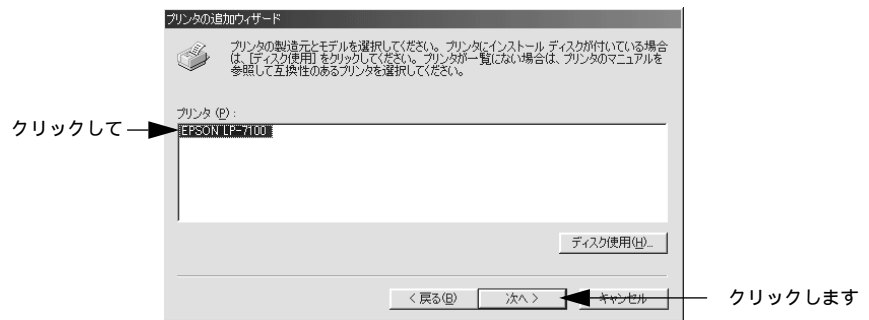 プリンタの追加ウィザード
プリンタの製造元とモデルを選択してください。プリンタにインストール ディスクが付いている場合
は、[ディスク使用] をクリックしてください。プリンタが一覧にない場合は、プリンタのマニュアルを
参照して互換性のあるプリンタを選択してください。
プリンタ (P) :
クリックして
EPSON LP-7100
ディスク使用(H)...
< 戻る(B)
次へ >
キャンセル
クリックします